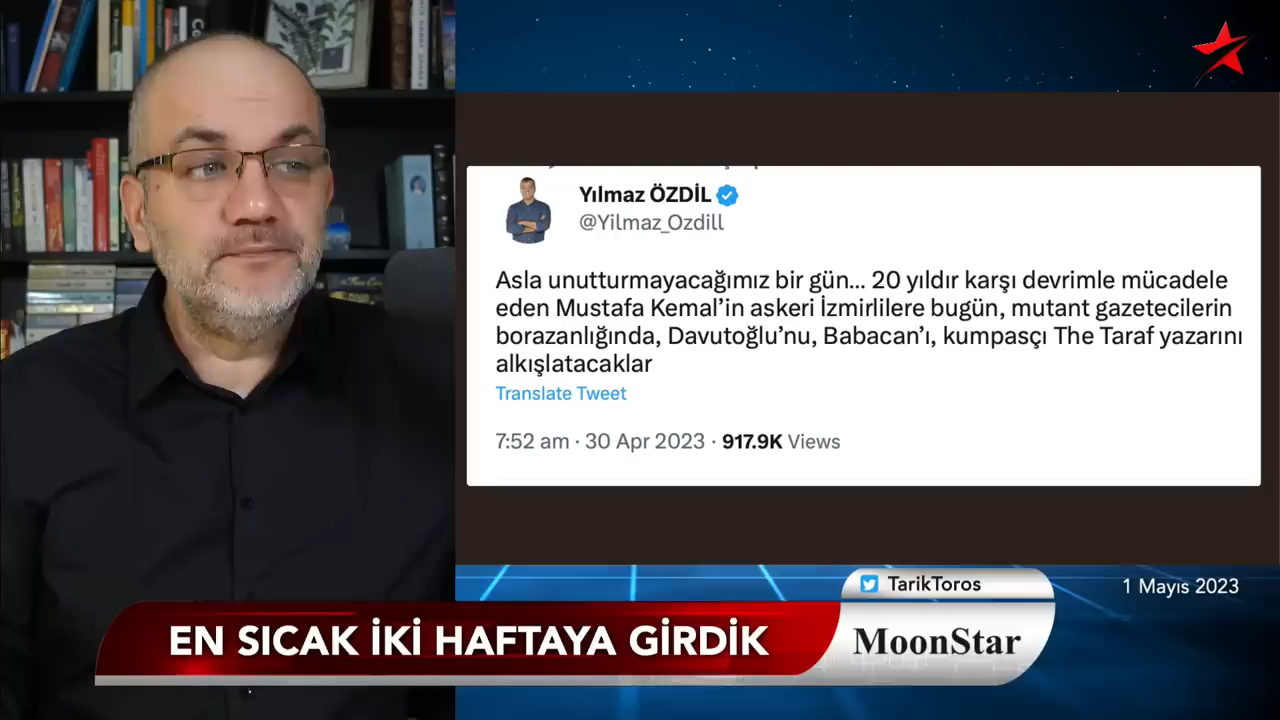 Yılmaz ÖZDİL
@Yilmaz_Ozdill
Asla unutturmayacağımız bir gün... 20 yıldır karşı devrimle mücadele
eden Mustafa Kemal’in askeri İzmirlilere bugün, mutant gazetecilerin
borazanlığında, Davutoğlu’nu, Babacan’ı, kumpasçı The Taraf yazarını
alkışlatacaklar
Translate Tweet
7:52 am · 30 Apr 2023 · 917.9K Views
TarikToros
1 Mayıs 2023
EN SICAK İKİ HAFTAYA GİRDİK
MoonStar